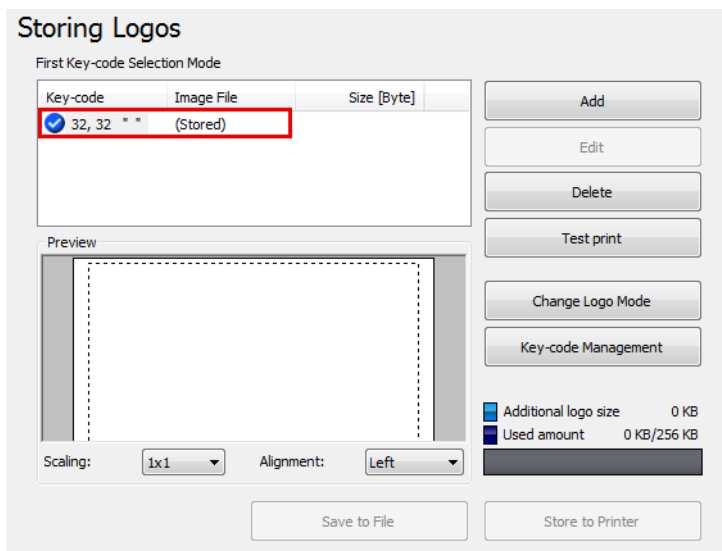 Storing Logos
First Key-code Selection Mode
Key-code Image File Size [Byte]
32, 32 " " (Stored)
Add
Edit
Delete
Test print
Preview
Change Logo Mode
Key-code Management
Additional logo size 0 KB
Used amount 0 KB/256 KB
Scaling: 1x1 Alignment: Left
Save to File Store to Printer